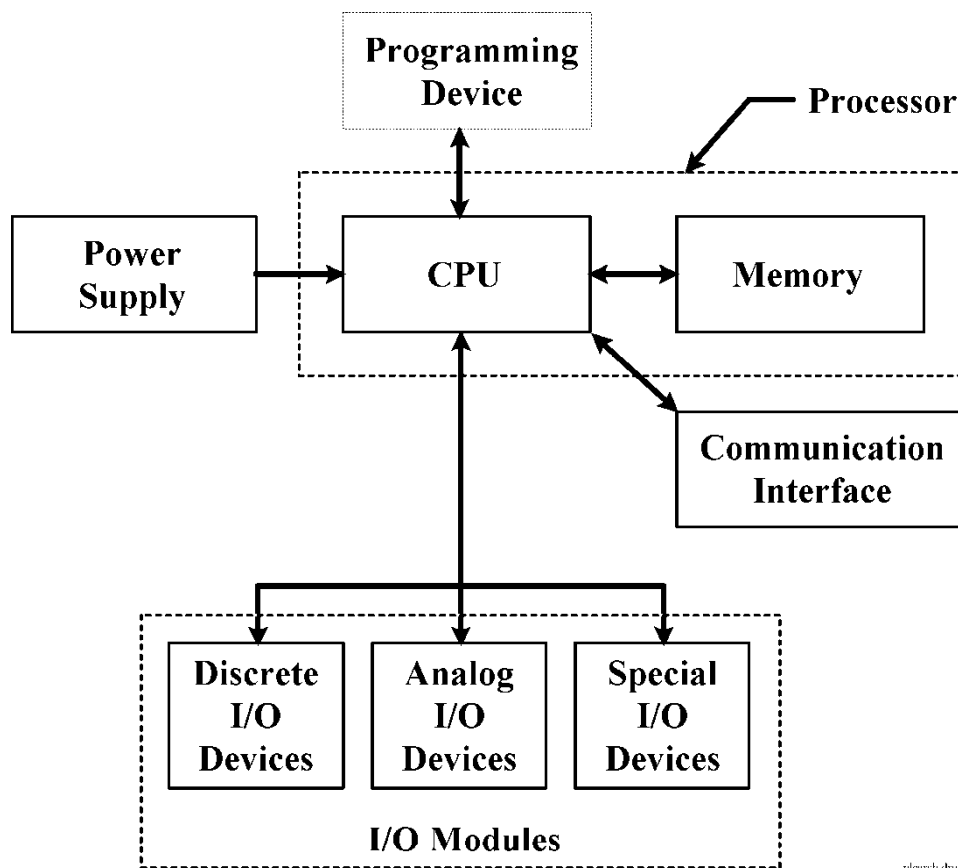 Programming
Device
Processor
Power
Supply
CPU
Memory
Communication
Interface
Discrete
I/O
Devices
Analog
I/O
Devices
Special
I/O
Devices
I/O Modules